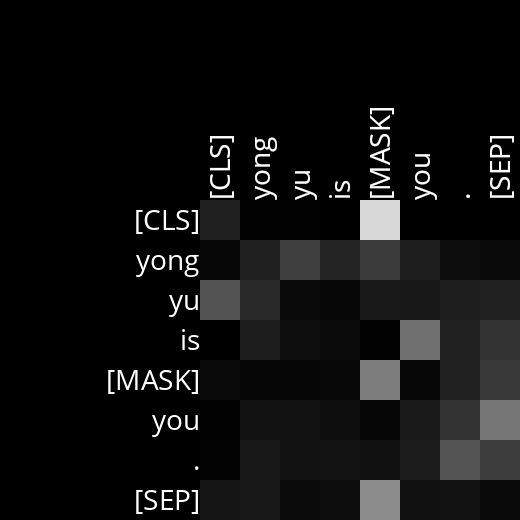 [CLS] yong yu is [MASK] you . [SEP]
[CLS]
yong
yu
is
[MASK]
you
.
[SEP]